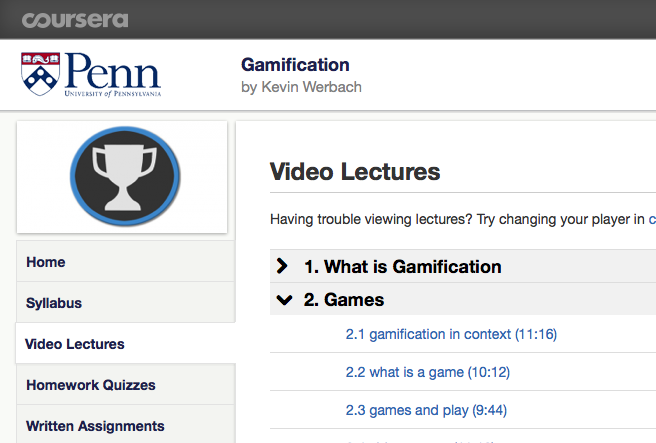 coursera
Penn
UNIVERSITY OF PENNSYLVANIA
Gamification
by Kevin Werbach
Home
Syllabus
Video Lectures
Homework Quizzes
Written Assignments
Video Lectures
Having trouble viewing lectures? Try changing your player in
1. What is Gamification
2. Games
2.1 gamification in context (11:16)
2.2 what is a game (10:12)
2.3 games and play (9:44)